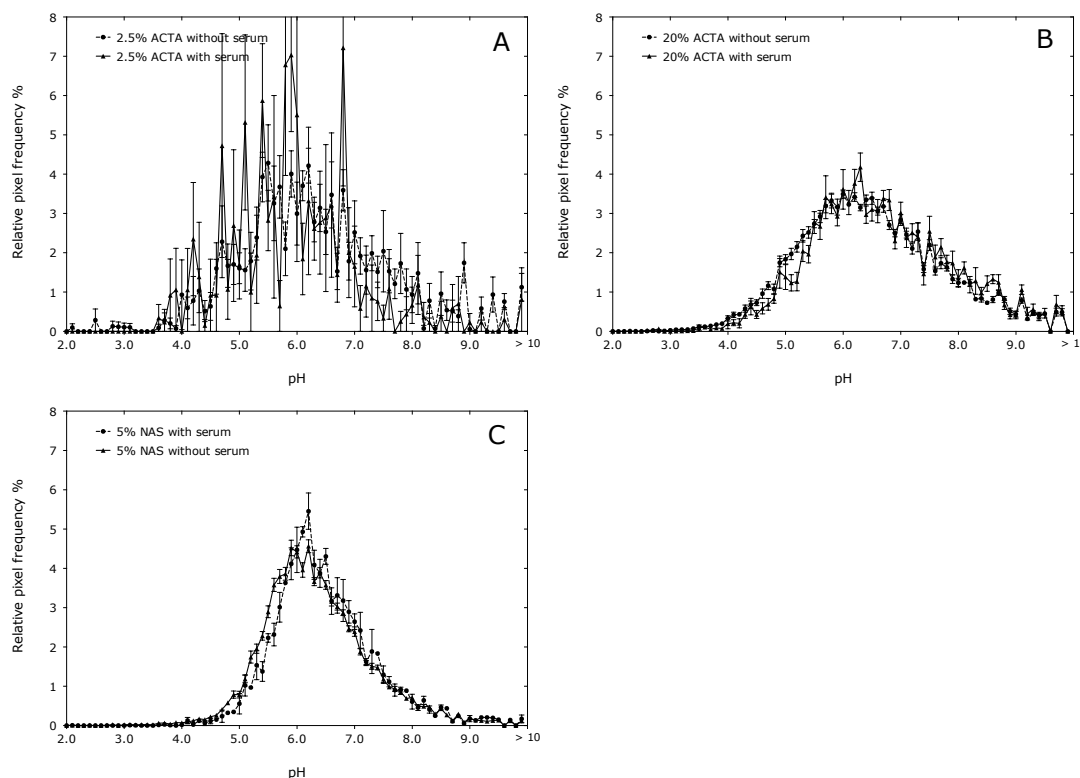 A
2.5% ACTA without serum
2.5% ACTA with serum
Relative pixel frequency %
8
7
6
5
4
3
2
1
0
2.0 3.0 4.0 5.0 6.0 7.0 8.0 9.0 > 10
pH
B
20% ACTA without serum
20% ACTA with serum
Relative pixel frequency %
8
7
6
5
4
3
2
1
0
2.0 3.0 4.0 5.0 6.0 7.0 8.0 9.0 > 1
pH
C
5% NAS with serum
5% NAS without serum
Relative pixel frequency %
8
7
6
5
4
3
2
1
0
2.0 3.0 4.0 5.0 6.0 7.0 8.0 9.0 > 10
pH